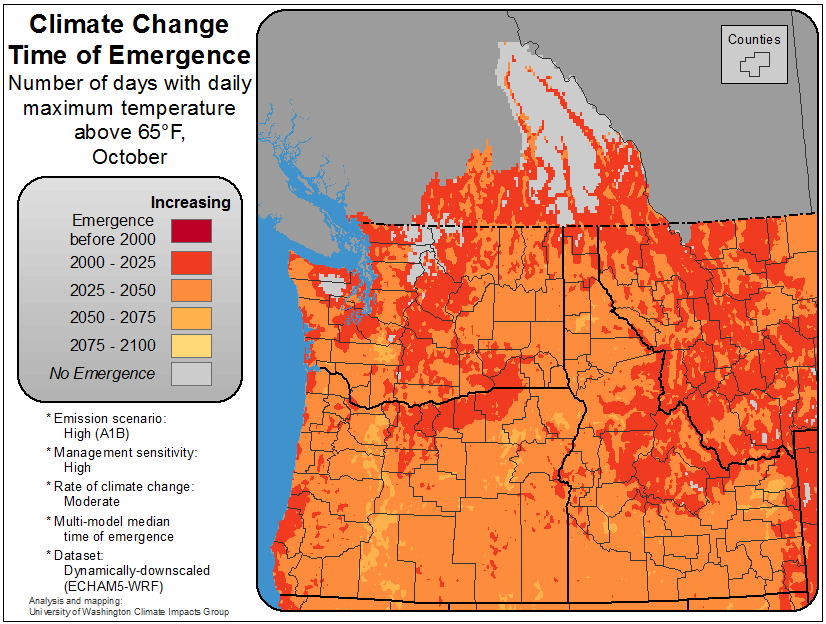 Climate Change
Time of Emergence
Number of days with daily
maximum temperature
above 65°F,
October
Increasing
Emergence
before 2000
2000 - 2025
2025 - 2050
2050 - 2075
2075 - 2100
No Emergence
* Emission scenario:
High (A1B)
* Management sensitivity:
High
* Rate of climate change:
Moderate
* Multi-model median
time of emergence
* Dataset:
Dynamically-downscaled
(ECHAM5-WRF)
Analysis and mapping:
University of Washington Climate Impacts Group
Counties